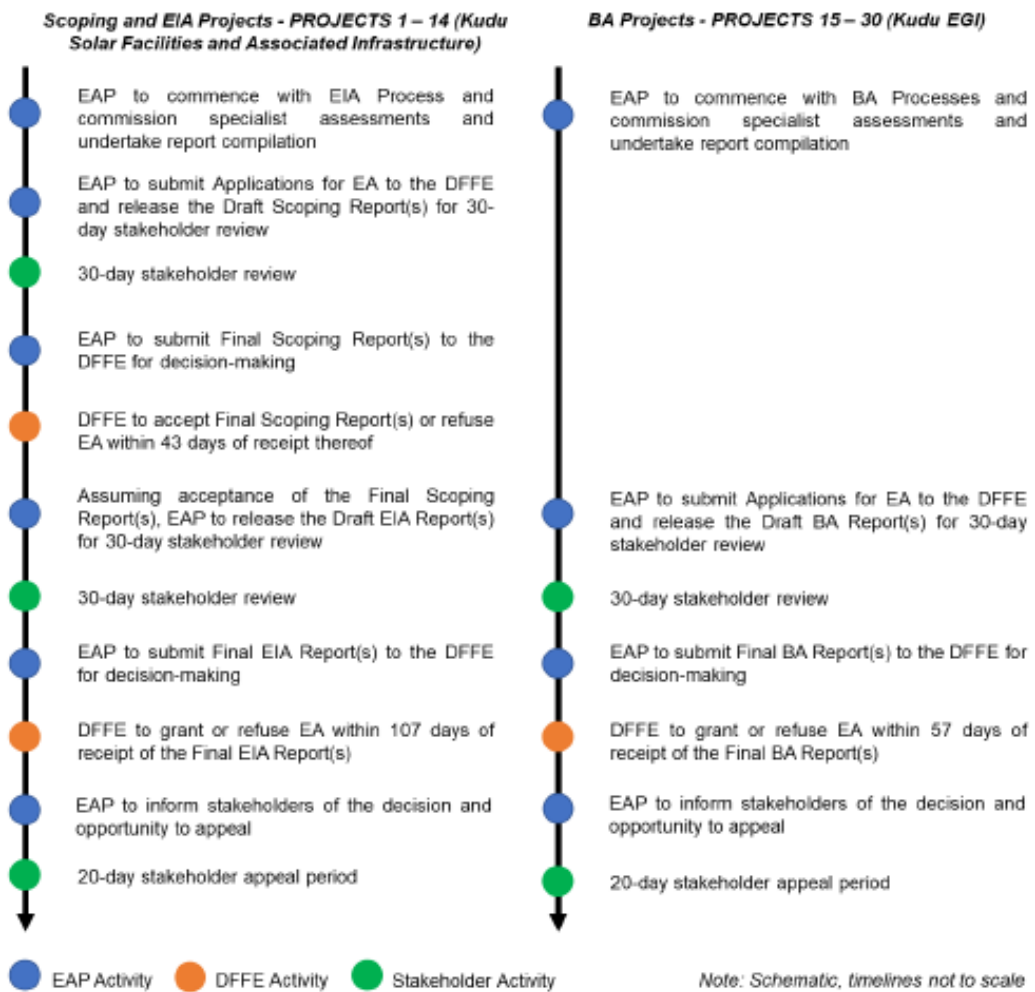 Scoping and EIA Projects - PROJECTS 1 – 14 (Kudu
Solar Facilities and Associated Infrastructure)
EAP to commence with EIA Process and
commission specialist assessments and
undertake report compilation
EAP to submit Applications for EA to the DFFE
and release the Draft Scoping Report(s) for 30-
day stakeholder review
30-day stakeholder review
EAP to submit Final Scoping Report(s) to the
DFFE for decision-making
DFFE to accept Final Scoping Report(s) or refuse
EA within 43 days of receipt thereof
Assuming acceptance of the Final Scoping
Report(s), EAP to release the Draft EIA Report(s)
for 30-day stakeholder review
30-day stakeholder review
EAP to submit Final EIA Report(s) to the DFFE
for decision-making
DFFE to grant or refuse EA within 107 days of
receipt of the Final EIA Report(s)
EAP to inform stakeholders of the decision and
opportunity to appeal
20-day stakeholder appeal period
BA Projects - PROJECTS 15 – 30 (Kudu EGI)
EAP to commence with BA Processes and
commission specialist assessments and
undertake report compilation
EAP to submit Applications for EA to the DFFE
and release the Draft BA Report(s) for 30-day
stakeholder review
30-day stakeholder review
EAP to submit Final BA Report(s) to the DFFE for
decision-making
DFFE to grant or refuse EA within 57 days of
receipt of the Final BA Report(s)
EAP to inform stakeholders of the decision and
opportunity to appeal
20-day stakeholder appeal period
EAP Activity
DFFE Activity
Stakeholder Activity
Note: Schematic, timelines not to scale